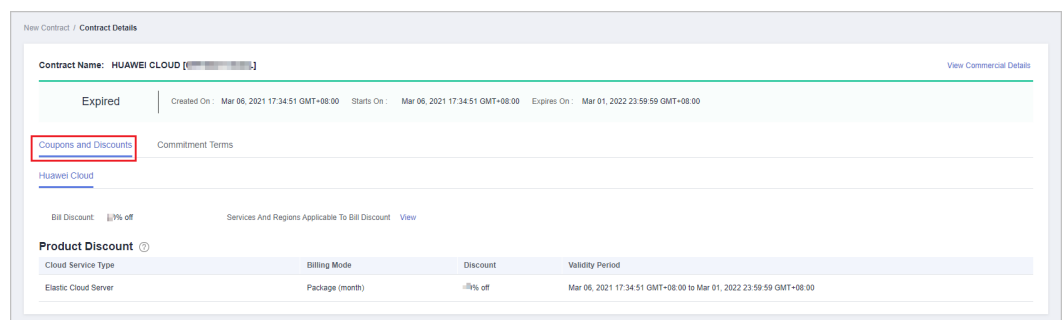 New Contract / Contract Details
Contract Name: HUAWEI CLOUD [ .]
View Commercial Details
Expired Created On : Mar 06, 2021 17:34:51 GMT+08:00 Starts On : Mar 06, 2021 17:34:51 GMT+08:00 Expires On : Mar 01, 2022 23:59:59 GMT+08:00
Coupons and Discounts Commitment Terms
Huawei Cloud
Bill Discount: % off Services And Regions Applicable To Bill Discount View
Product Discount ?
Cloud Service Type Billing Mode Discount Validity Period
Elastic Cloud Server Package (month) % off Mar 06, 2021 17:34:51 GMT+08:00 to Mar 01, 2022 23:59:59 GMT+08:00